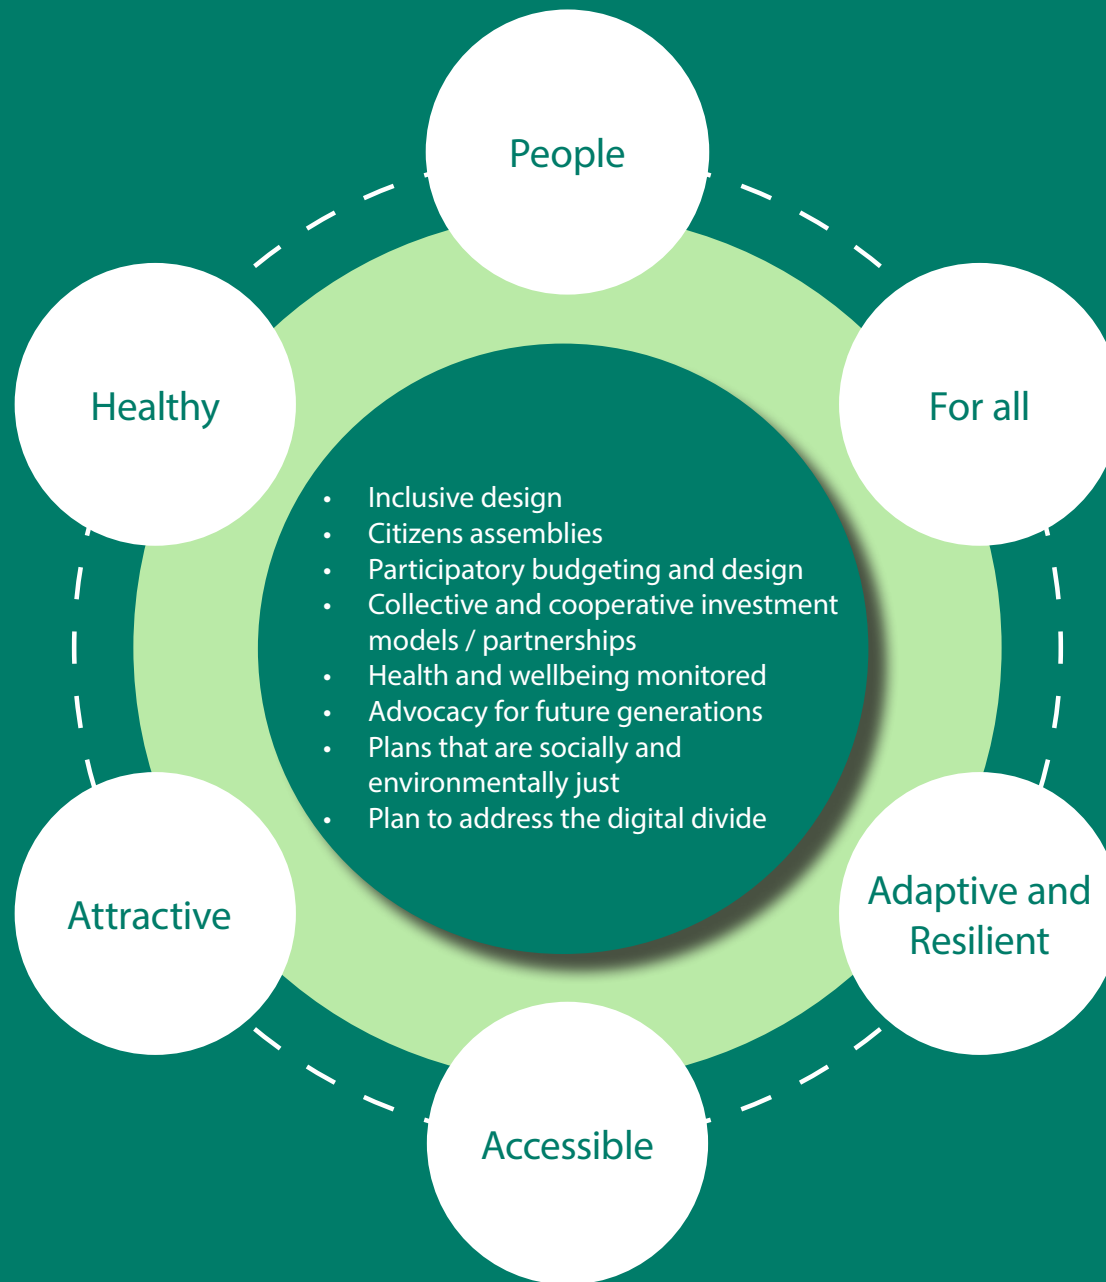 People
Healthy
For all
• Inclusive design
• Citizens assemblies
• Participatory budgeting and design
• Collective and cooperative investment
models / partnerships
• Health and wellbeing monitored
• Advocacy for future generations
• Plans that are socially and
environmentally just
• Plan to address the digital divide
Attractive
Adaptive and
Resilient
Accessible